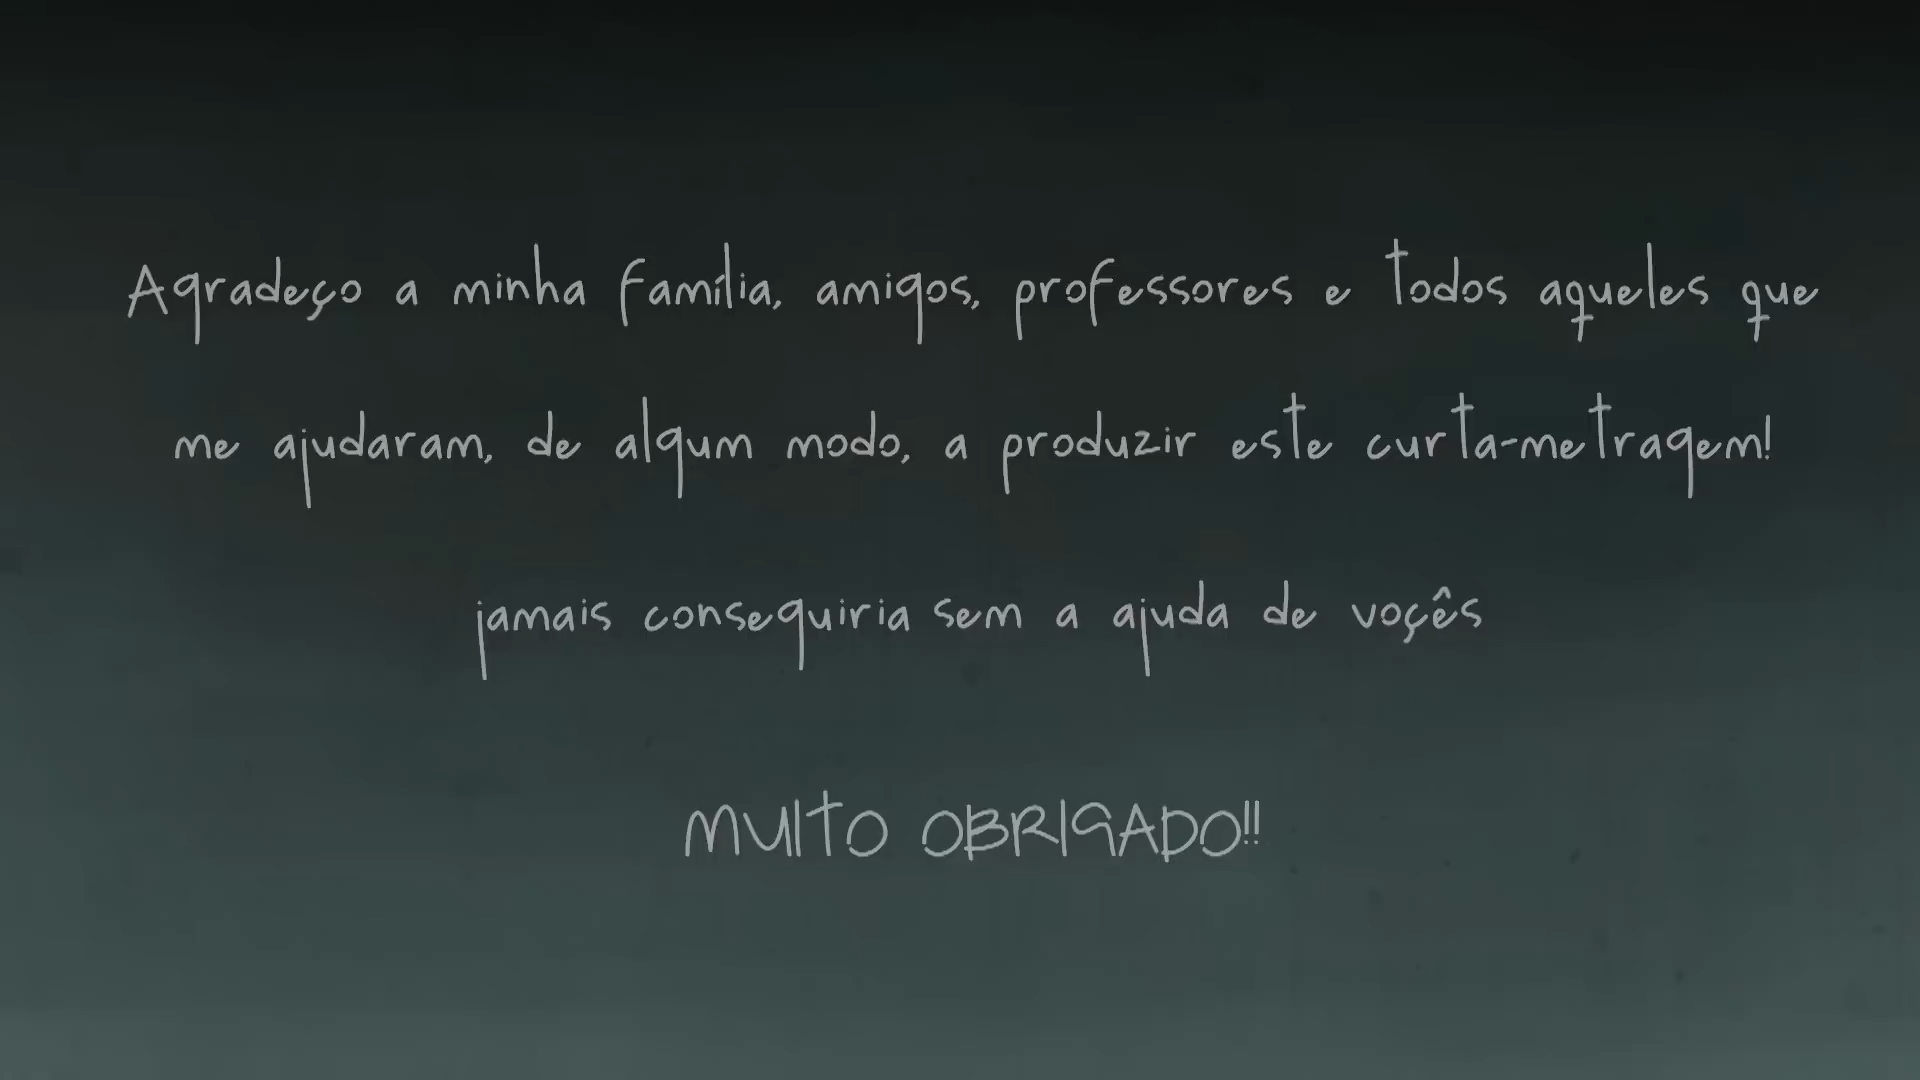 Agradeço a minha família, amigos, professores e todos aqueles que
me ajudaram, de algum modo, a produzir este curta-metragem!
jamais conseguiria sem a ajuda de voçês
MUITO OBRIGADO!!